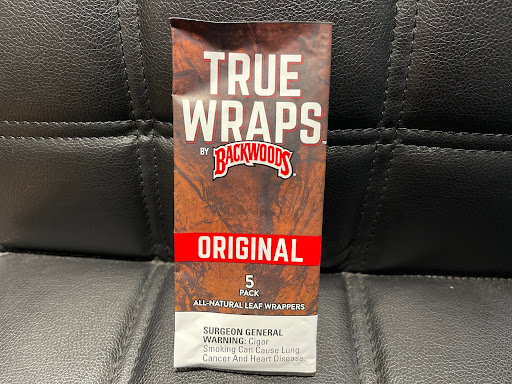 TRUE
WRAPS
BY BACKWOODS
ORIGINAL
5
PACK
ALL-NATURAL LEAF WRAPPERS
SURGEON GENERAL
WARNING: Cigar
Smoking Can Cause Lung
Cancer And Heart Disease.